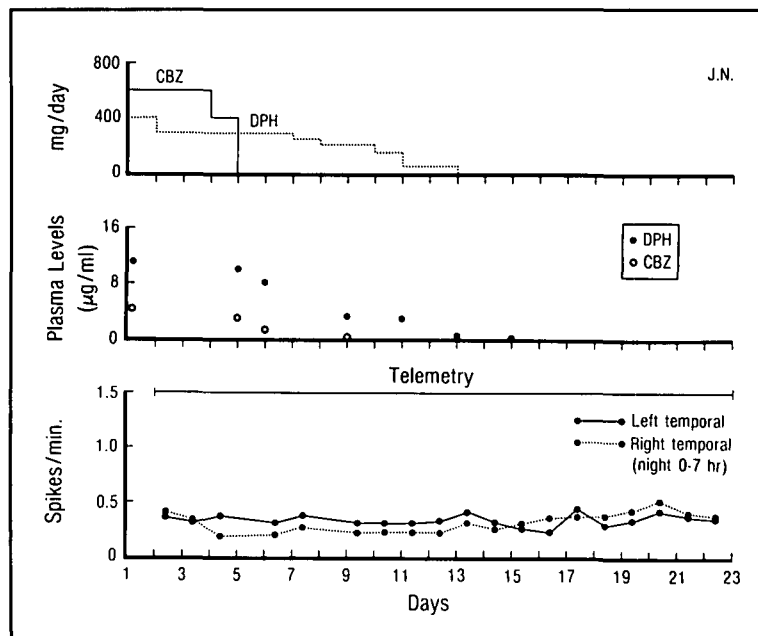 J.N.
800
400
0
mg/day
CBZ
DPH
16
8
0
Plasma Levels
(µg/ml)
DPH
CBZ
Telemetry
1.5
1.0
0.5
0
Spikes/min.
Left temporal
Right temporal
(night 0-7 hr)
1 3 5 7 9 11 13 15 17 19 21 23
Days